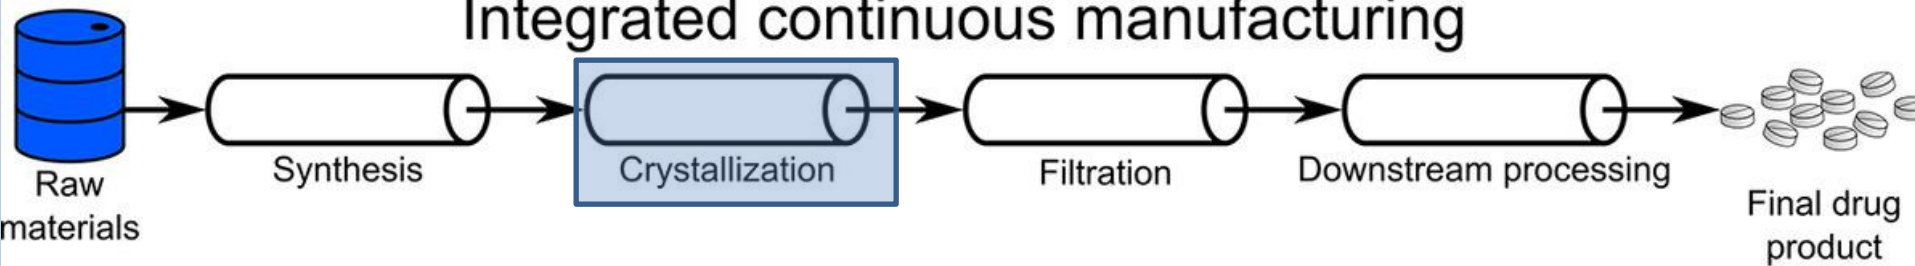 Integrated continuous manufacturing
Synthesis
Crystallization
Filtration
Downstream processing
Raw
materials
Final drug
product